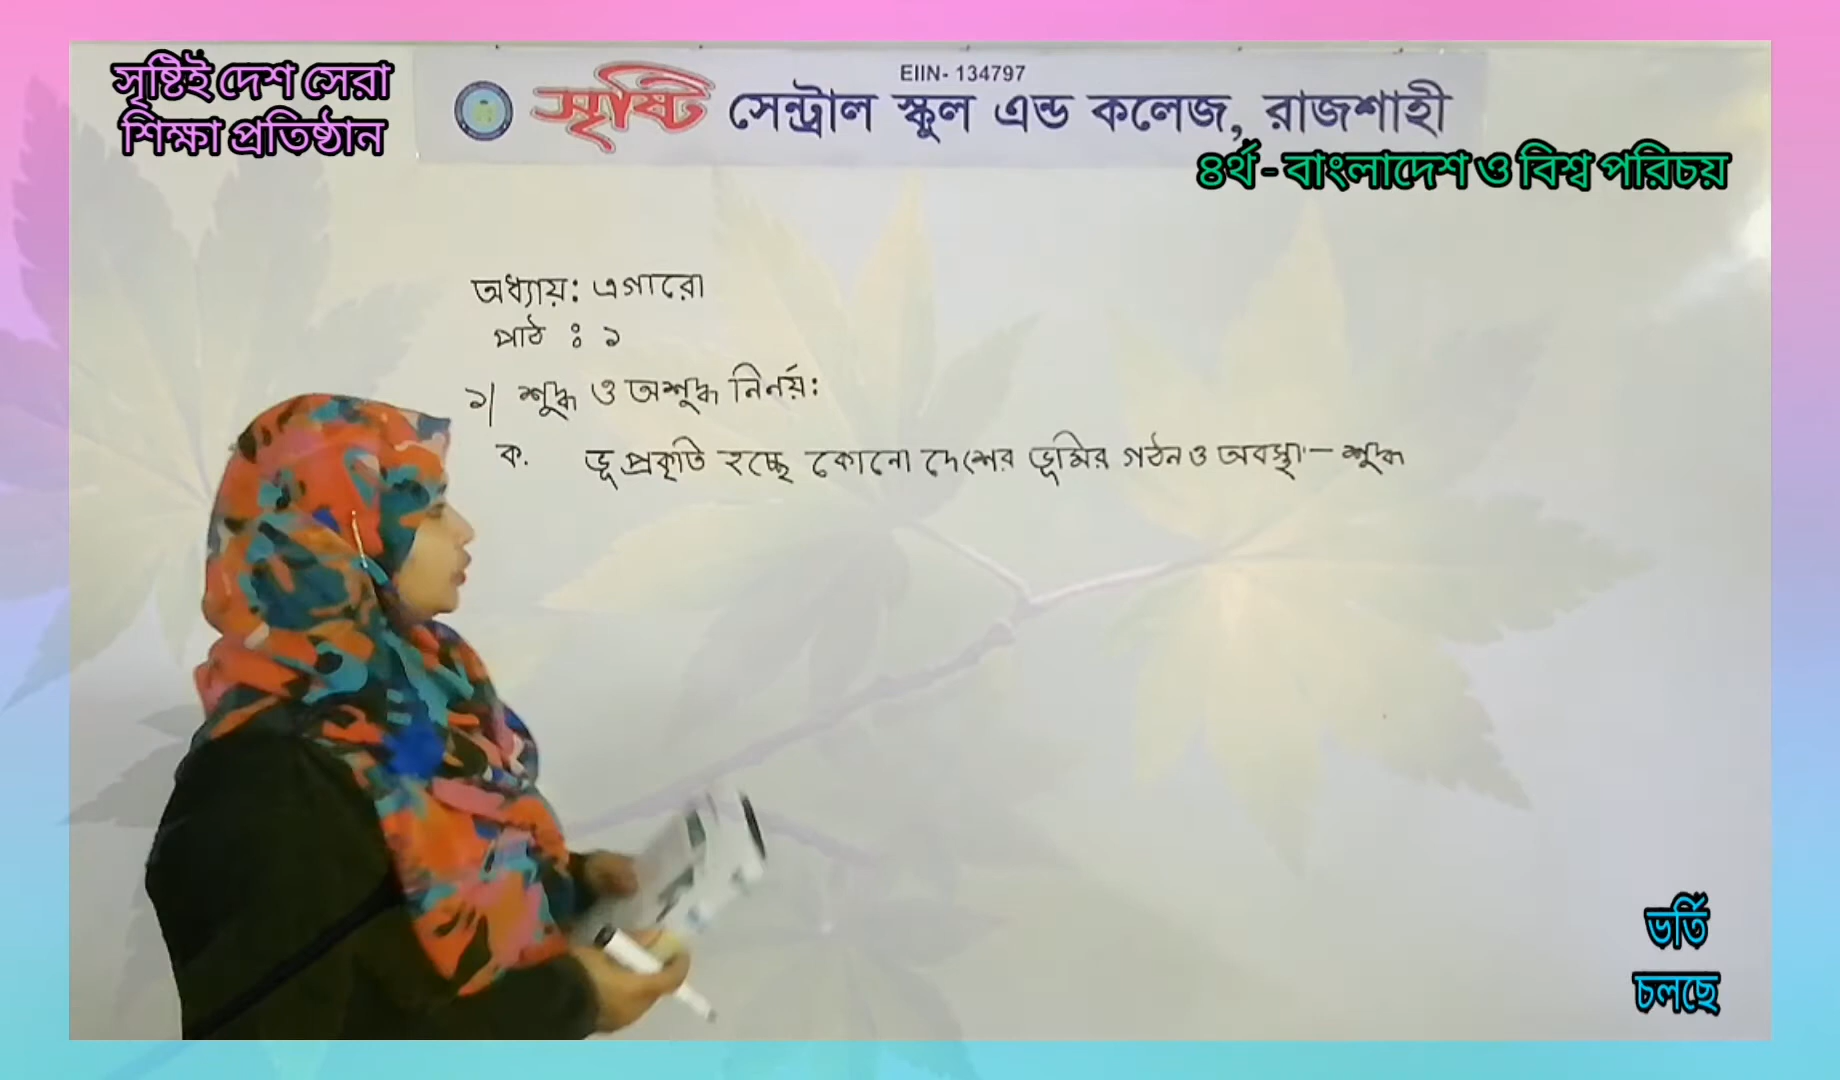 সৃষ্টিই দেশ সেরা
শিক্ষা প্রতিষ্ঠান
EIIN- 134797
সৃষ্টি সেন্ট্রাল স্কুল এন্ড কলেজ, রাজশাহী
৪র্থ - বাংলাদেশ ও বিশ্ব পরিচয়
অধ্যায়: এগারো
পাঠ : ১
১| শুদ্ধ ও অশুদ্ধ নির্নয়:
ক. ভূ প্রকৃতি হচ্ছে কোনো দেশের ভূমির গঠন ও অবস্থা – শুদ্ধ
ভর্তি
চলছে